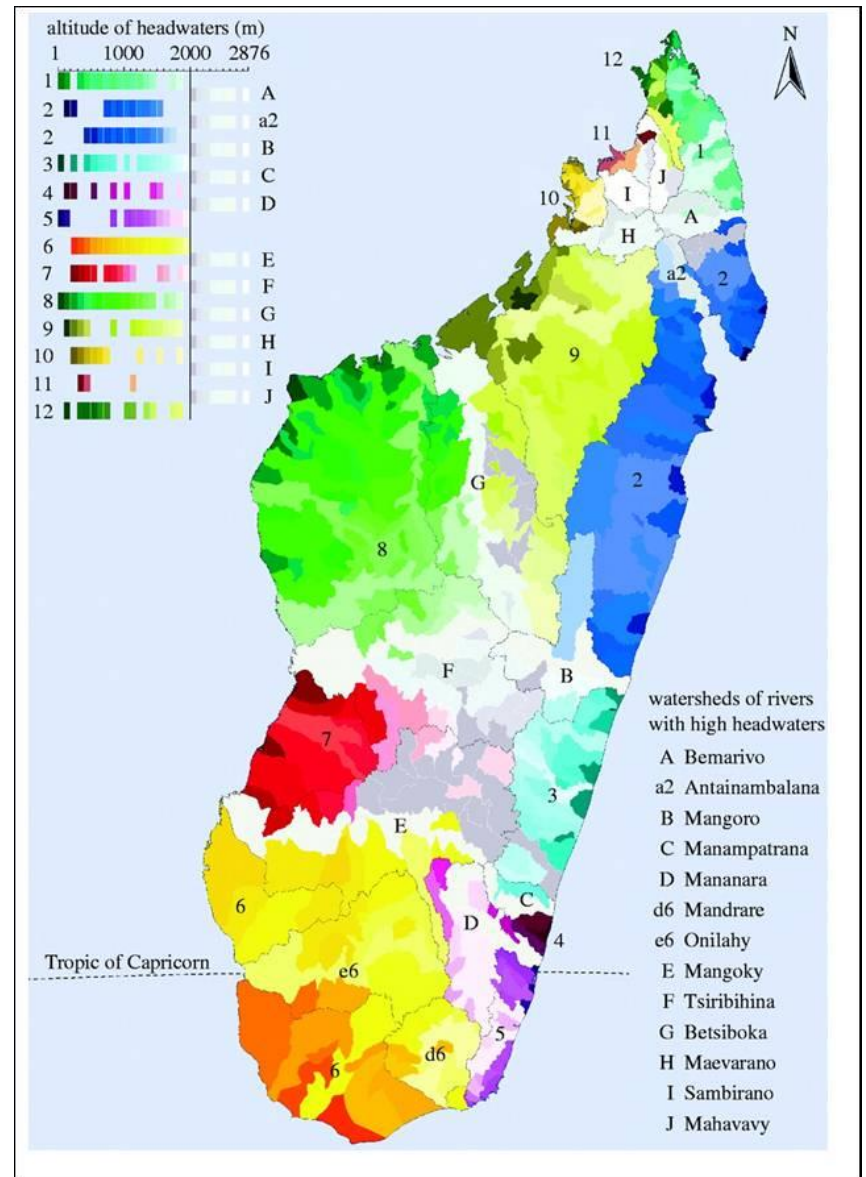 altitude of headwaters (m)
1 1000 2000 2876
1
A
2
a2
2
B
3
C
4
D
5
6
E
7
F
8
G
9
H
10
I
11
J
12
N
12
11
1
J
I
10
A
H
a2
2
9
2
G
8
B
F
7
3
E
C
D
4
6
Tropic of Capricorn
e6
5
d6
6
watersheds of rivers
with high headwaters
A Bemarivo
a2 Antainambalana
B Mangoro
C Manampatrana
D Mananara
d6 Mandrare
e6 Onilahy
E Mangoky
F Tsiribihina
G Betsiboka
H Maevarano
I Sambirano
J Mahavavy